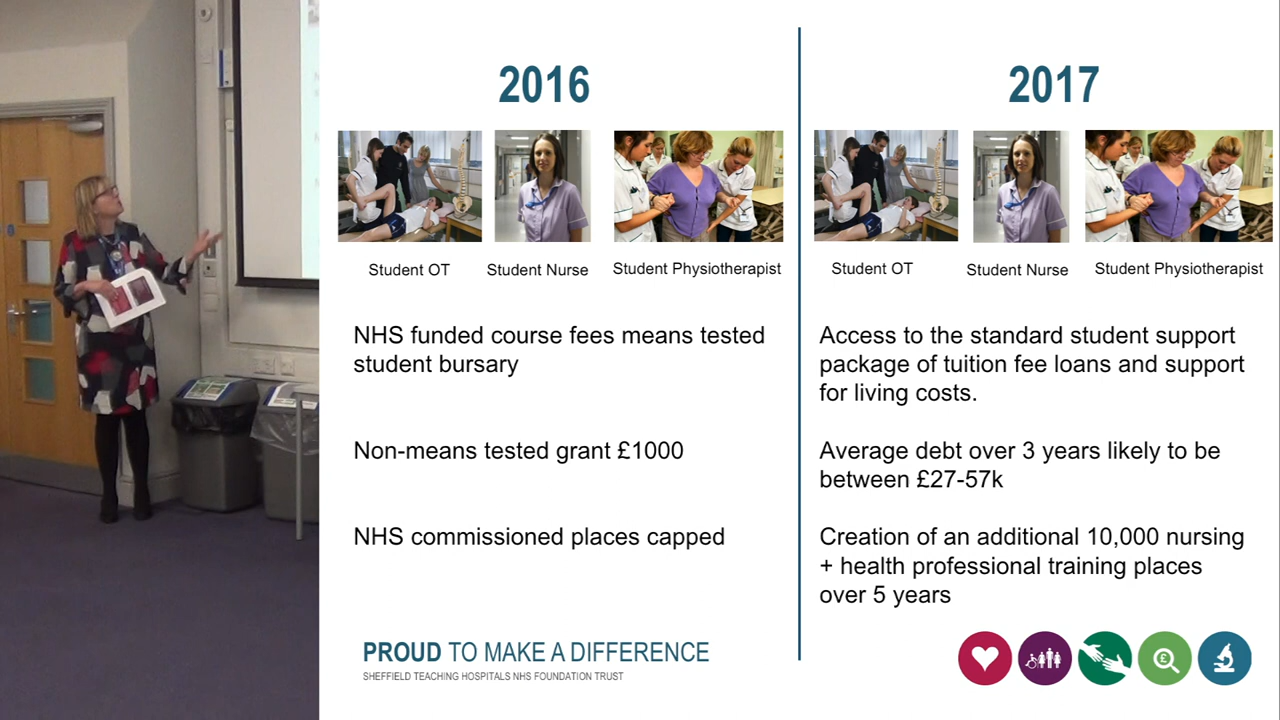 2016
Student OT
Student Nurse
Student Physiotherapist
NHS funded course fees means tested
student bursary
Non-means tested grant £1000
NHS commissioned places capped
2017
Student OT
Student Nurse
Student Physiotherapist
Access to the standard student support
package of tuition fee loans and support
for living costs.
Average debt over 3 years likely to be
between £27-57k
Creation of an additional 10,000 nursing
+ health professional training places
over 5 years
PROUD TO MAKE A DIFFERENCE
SHEFFIELD TEACHING HOSPITALS NHS FOUNDATION TRUST
£